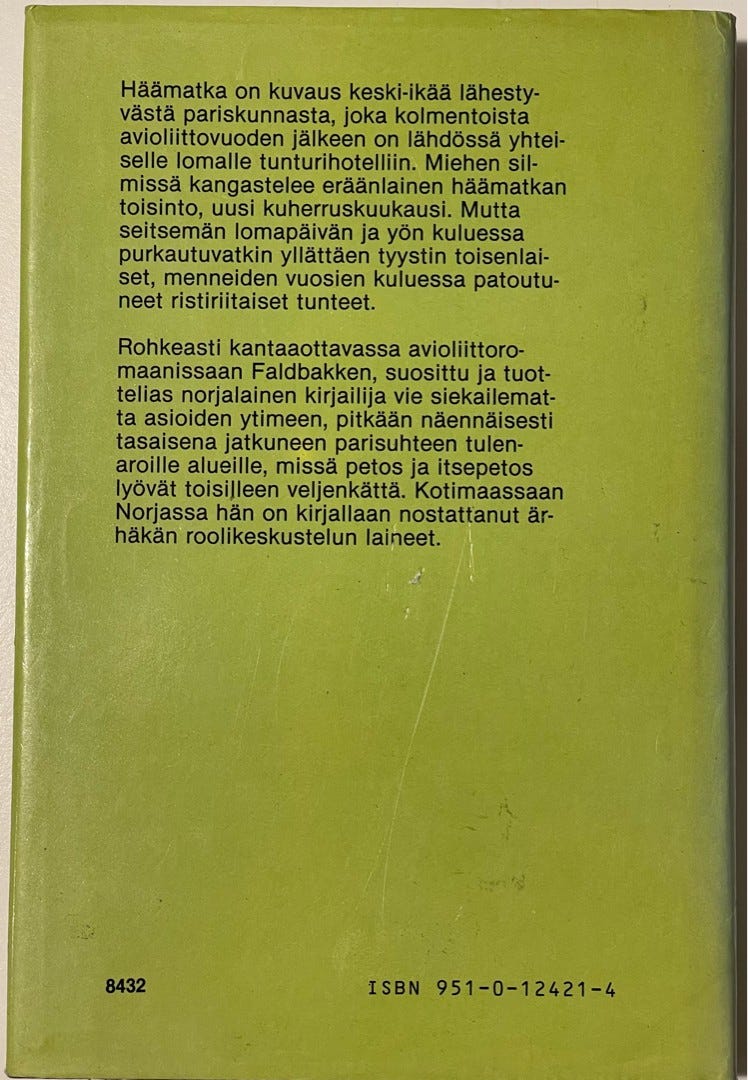 Häämatka on kuvaus keski-ikää lähesty-
västä pariskunnasta, joka kolmentoista
avioliittovuoden jälkeen on lähdössä yhtei-
selle lomalle tunturihotelliin. Miehen sil-
missä kangastelee eräänlainen häämatkan
toisinto, uusi kuherruskuukausi. Mutta
seitsemän lomapäivän ja yön kuluessa
purkautuvatkin yllättäen tyystin toisenlai-
set, menneiden vuosien kuluessa patoutu-
neet ristiriitaiset tunteet.
Rohkeasti kantaaottavassa avioliittoro-
maanissaan Faldbakken, suosittu ja tuot-
telias norjalainen kirjailija vie siekailemat-
ta asioiden ytimeen, pitkään näennäisesti
tasaisena jatkuneen parisuhteen tulen-
aroille alueille, missä petos ja itsepetos
lyövät toisilleen veljenkättä. Kotimaassaan
Norjassa hän on kirjallaan nostattanut är-
häkän roolikeskustelun laineet.
8432
ISBN 951-0-12421-4